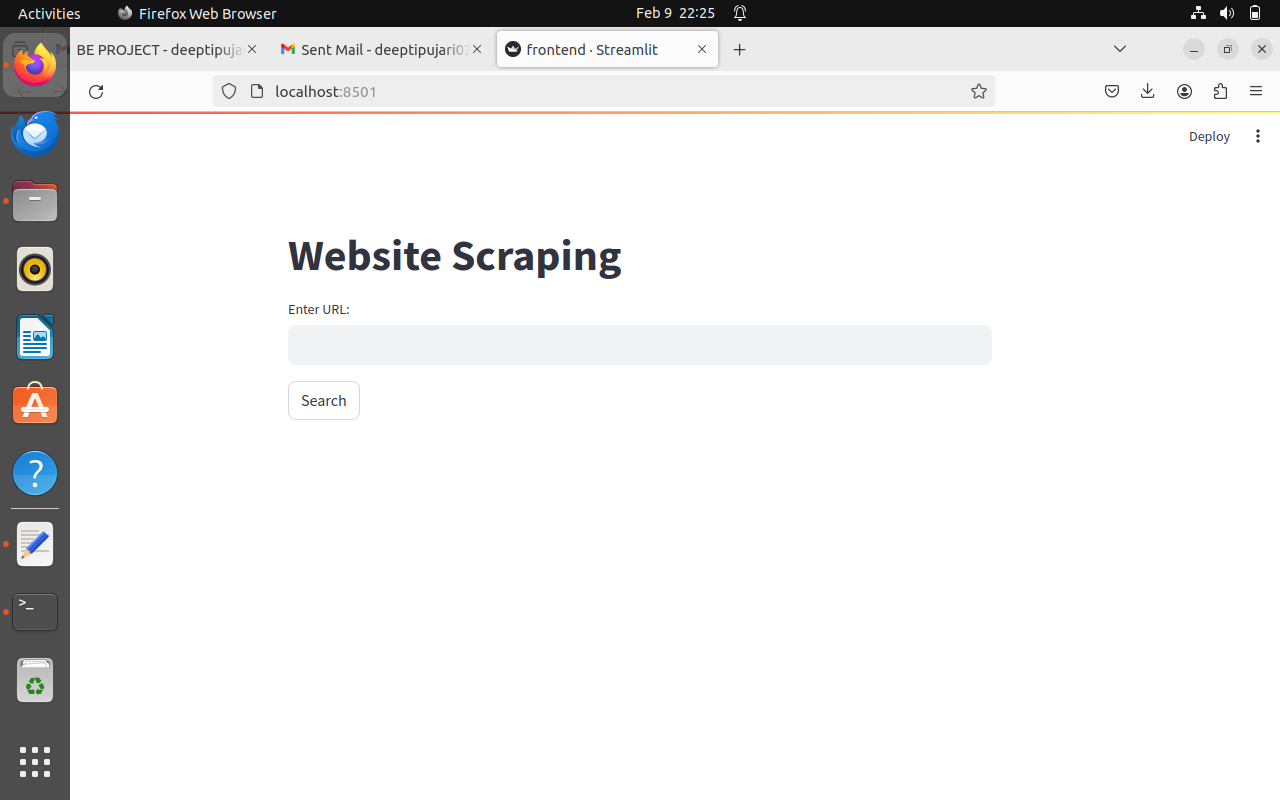 Activities
Firefox Web Browser
Feb 9 22:25
BE PROJECT - deeptipuja
Sent Mail - deeptipujari02
frontend · Streamlit
localhost:8501
Deploy
Website Scraping
Enter URL:
Search